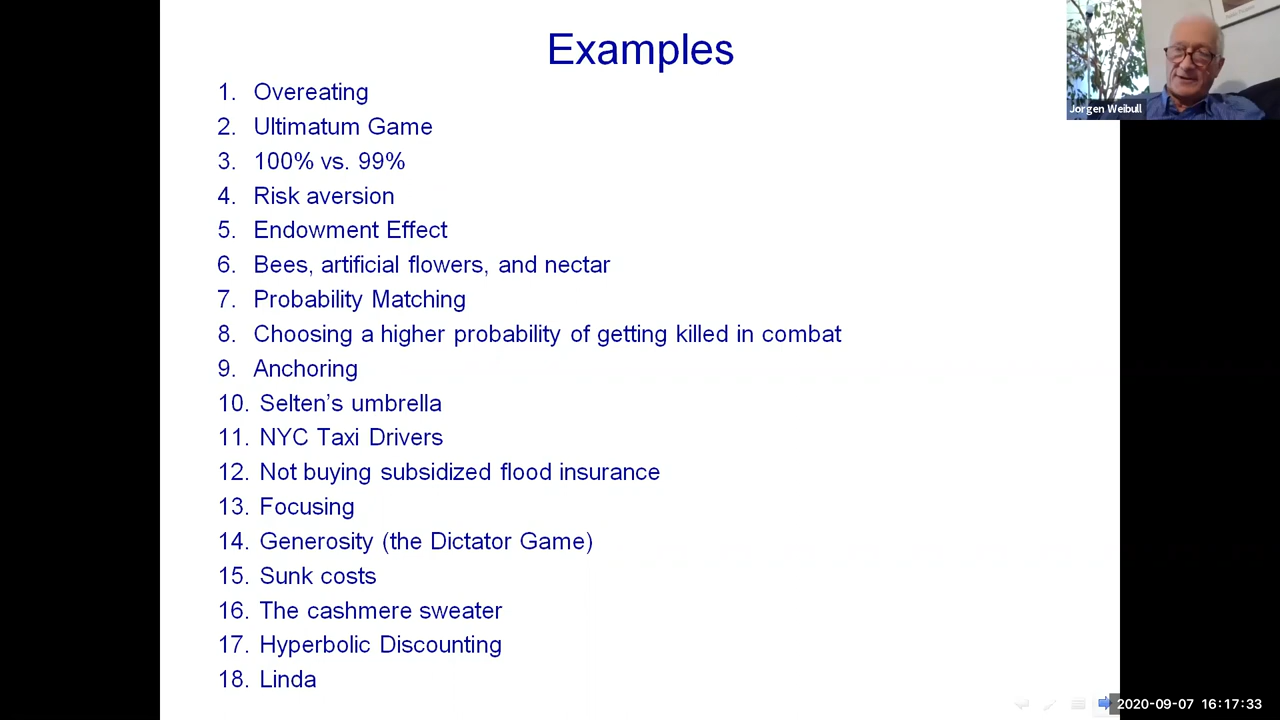 Examples
1. Overeating
2. Ultimatum Game
3. 100% vs. 99%
4. Risk aversion
5. Endowment Effect
6. Bees, artificial flowers, and nectar
7. Probability Matching
8. Choosing a higher probability of getting killed in combat
9. Anchoring
10. Selten's umbrella
11. NYC Taxi Drivers
12. Not buying subsidized flood insurance
13. Focusing
14. Generosity (the Dictator Game)
15. Sunk costs
16. The cashmere sweater
17. Hyperbolic Discounting
18. Linda
Jorgen Weibull
2020-09-07 16:17:33